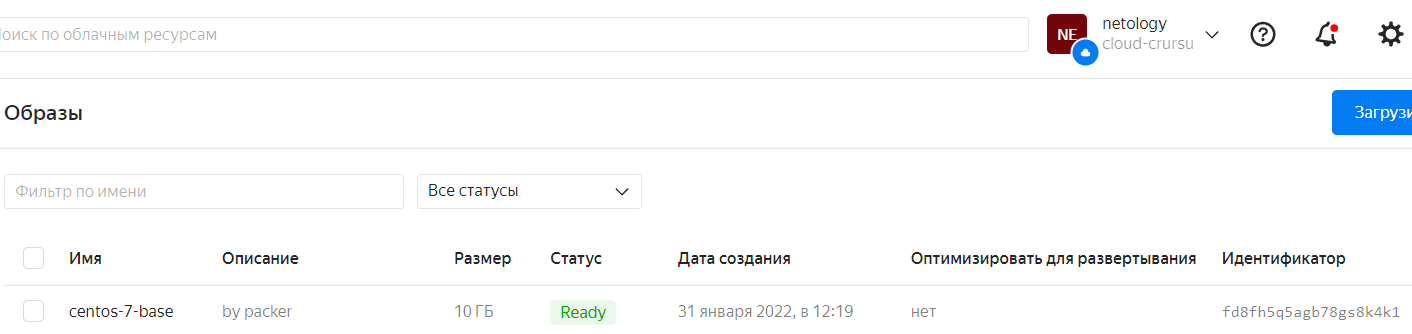 оиск по облачным ресурсам
NE
netology
cloud-crursu
Образы
Загрузи
Фильтр по имени
Все статусы
Имя Описание Размер Статус Дата создания Оптимизировать для развертывания Идентификатор
centos-7-base by packer 10 ГБ Ready 31 января 2022, в 12:19 нет fd8fh5q5agb78gs8k4k1